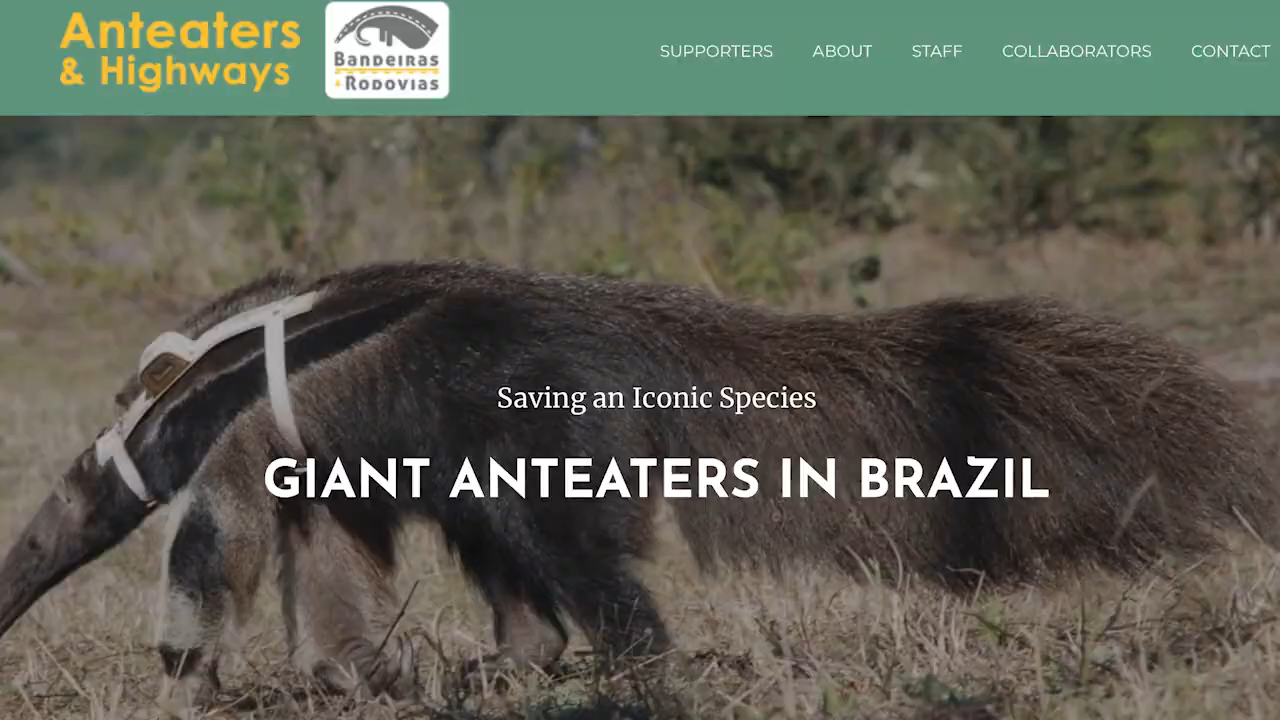 Anteaters
& Highways
Bandeiras
& Rodovias
SUPPORTERS
ABOUT
STAFF
COLLABORATORS
CONTACT
Saving an Iconic Species
GIANT ANTEATERS IN BRAZIL